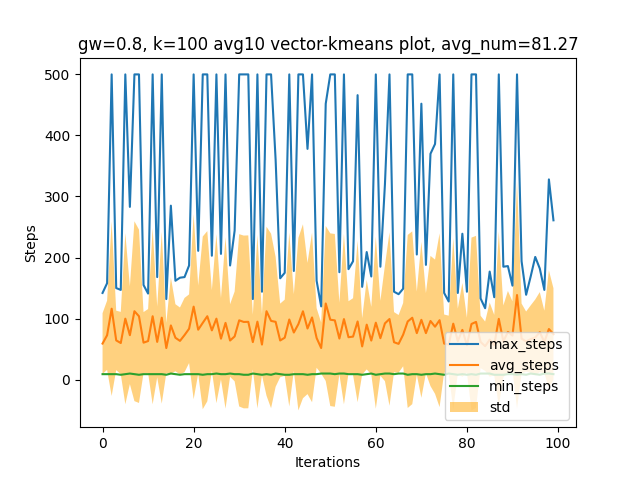 gw=0.8, k=100 avg10 vector-kmeans plot, avg_num=81.27
500
400
300
200
100
0
Steps
0
20
40
60
80
100
Iterations
max_steps
avg_steps
min_steps
std